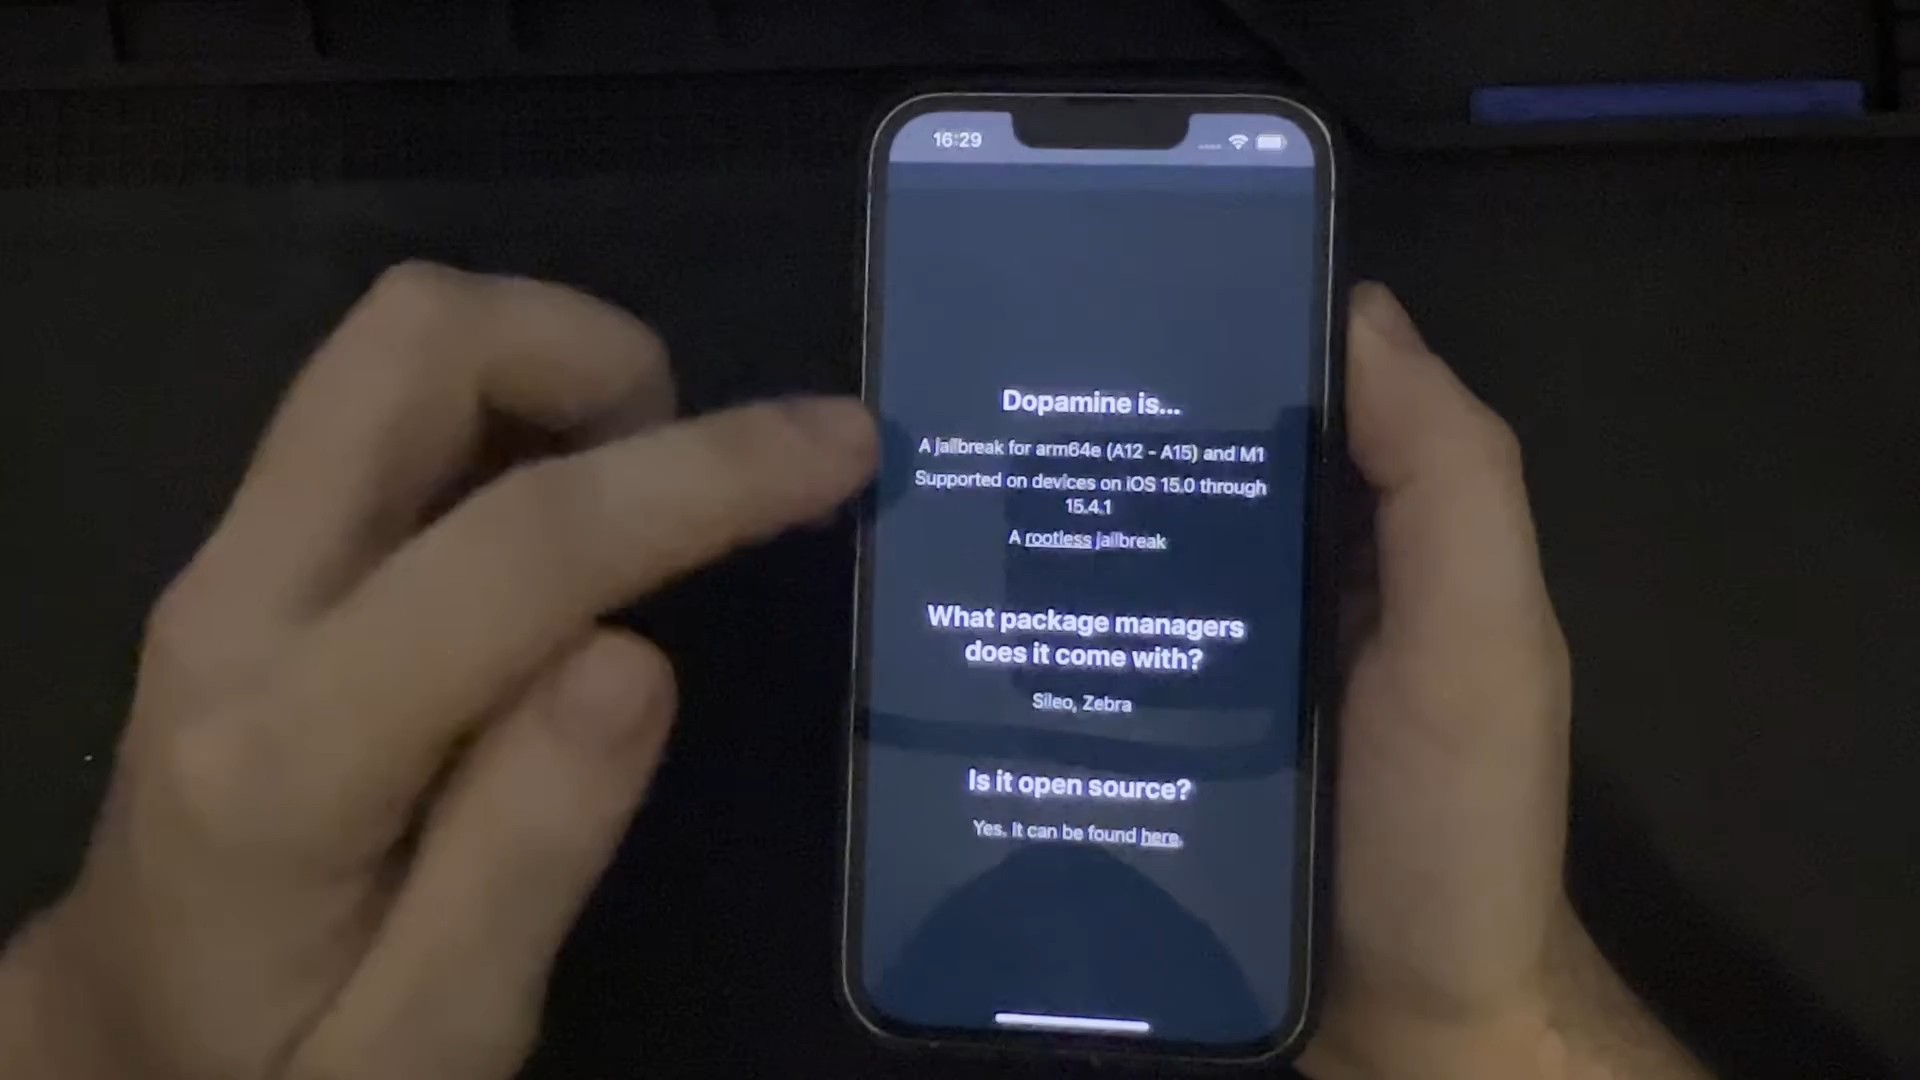 16:29
Dopamine is...
A jailbreak for arm64e (A12 - A15) and M1
Supported on devices on iOS 15.0 through
15.4.1
A rootless jailbreak
What package managers
does it come with?
Sileo, Zebra
Is it open source?
Yes. It can be found here.